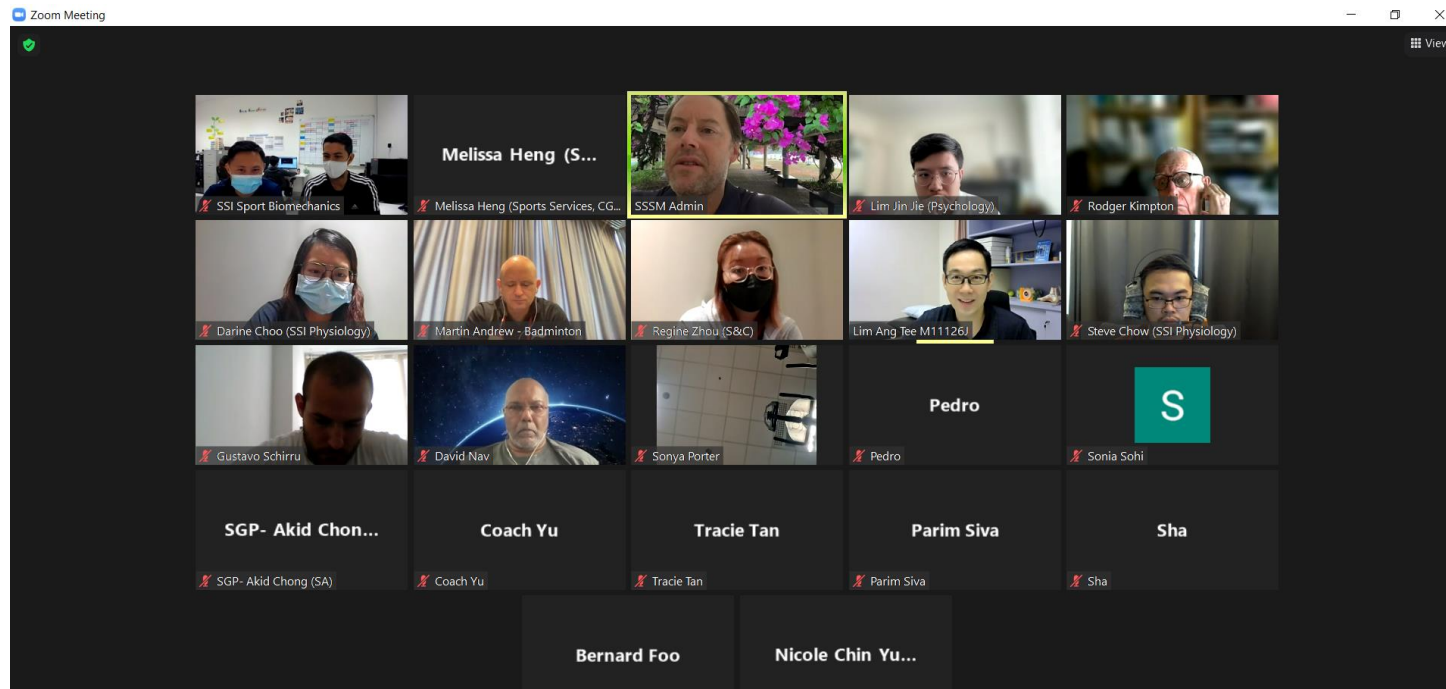 Zoom Meeting
View
SSI Sport Biomechanics
Melissa Heng (S...
Melissa Heng (Sports Services, CG...
SSSM Admin
Lim Jin Jie (Psychology)
Rodger Kimpton
Darine Choo (SSI Physiology)
Martin Andrew - Badminton
Regine Zhou (S&C)
Lim Ang Tee M11126J
Steve Chow (SSI Physiology)
Gustavo Schirru
David Nav
Sonya Porter
Pedro
Pedro
S
Sonia Sohi
SGP- Akid Chon...
SGP- Akid Chong (SA)
Coach Yu
Coach Yu
Tracie Tan
Tracie Tan
Parim Siva
Parim Siva
Sha
Sha
Bernard Foo
Nicole Chin Yu...